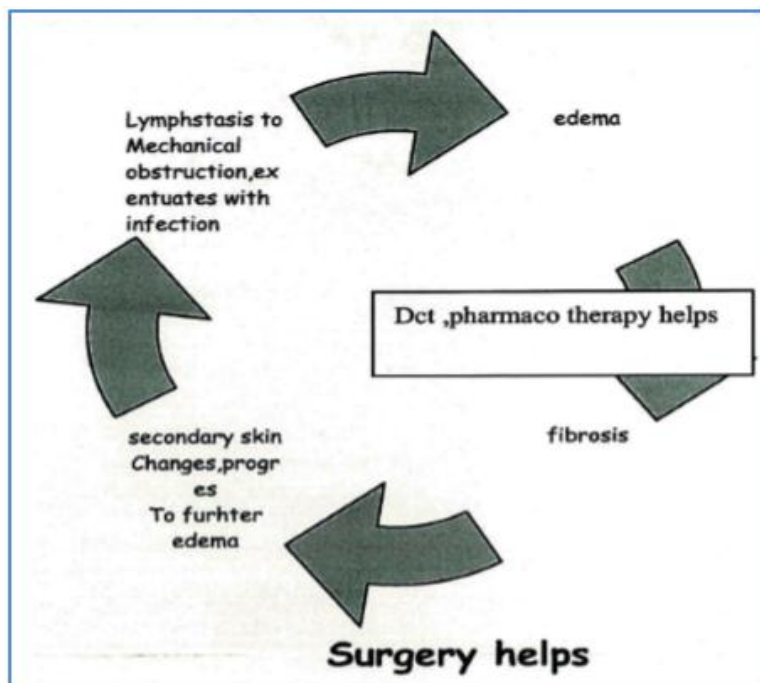 Lymphstasis to
Mechanical
obstruction,ex
entuates with
infection
edema
Dct ,pharmaco therapy helps
fibrosis
secondary skin
Changes,progr
es
To furhter
edema
Surgery helps